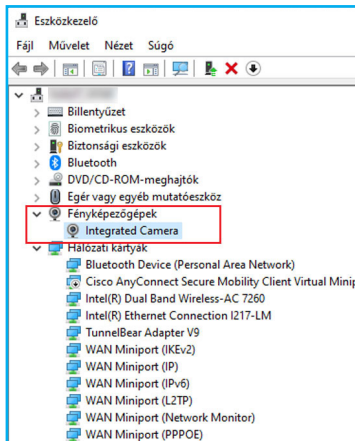 Eszközkezelő
Fájl Művelet Nézet Súgó
Billentyűzet
Biometrikus eszközök
Biztonsági eszközök
Bluetooth
DVD/CD-ROM-meghajtók
Egér vagy egyéb mutatóeszköz
Fényképezőgépek
Integrated Camera
Hálózati kártyák
Bluetooth Device (Personal Area Network)
Cisco AnyConnect Secure Mobility Client Virtual Minip
Intel(R) Dual Band Wireless-AC 7260
Intel(R) Ethernet Connection I217-LM
TunnelBear Adapter V9
WAN Miniport (IKEv2)
WAN Miniport (IP)
WAN Miniport (IPv6)
WAN Miniport (L2TP)
WAN Miniport (Network Monitor)
WAN Miniport (PPPOE)